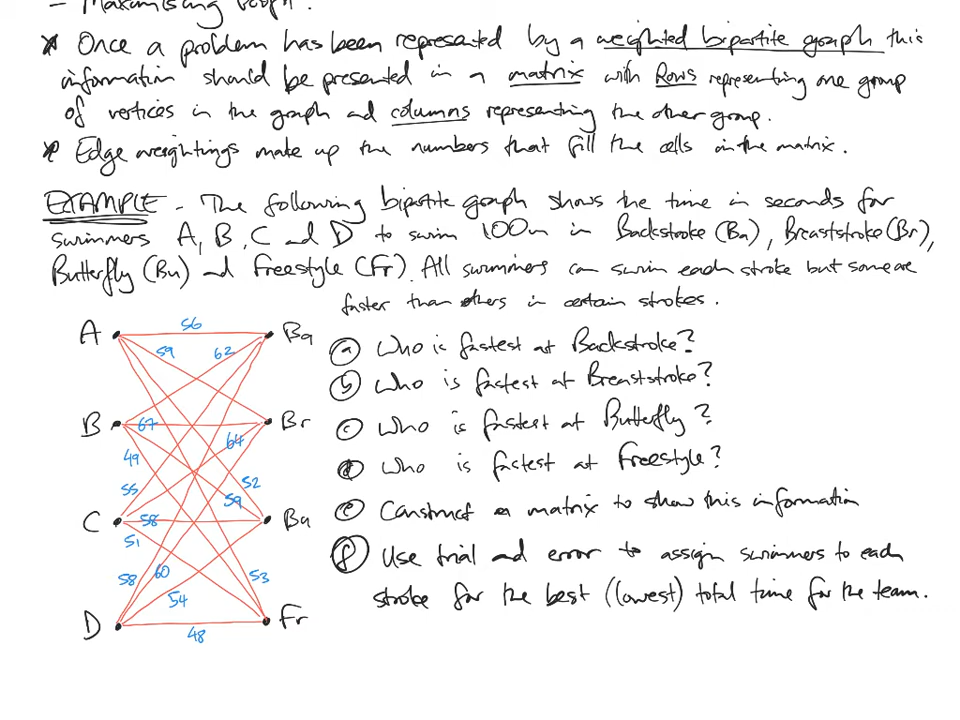 - Maximising graph.
* Once a problem has been represented by a weighted bipartite graph this
information should be presented in a matrix with Rows representing one group
of vertices in the graph and columns representing the other group.
* Edge weightings make up the numbers that fill the cells in the matrix.
EXAMPLE - The following bipartite graph shows the time in seconds for
swimmers A, B, C and D to swim 100m in Backstroke (Ba), Breaststroke (Br),
Butterfly (Bu) and Freestyle (Fr). All swimmers can swim each stroke but some are
faster than others in certain strokes.
A 56 Ba
59 62
B 67 Br
64
49
55 52
59
C 58 Bu
51
58 60 53
54
D 48 Fr
(a) Who is fastest at Backstroke?
(b) Who is fastest at Breaststroke?
(c) Who is fastest at Butterfly?
(d) Who is fastest at Freestyle?
(e) Construct a matrix to show this information
(f) Use trial and error to assign swimmers to each
stroke for the best (lowest) total time for the team.